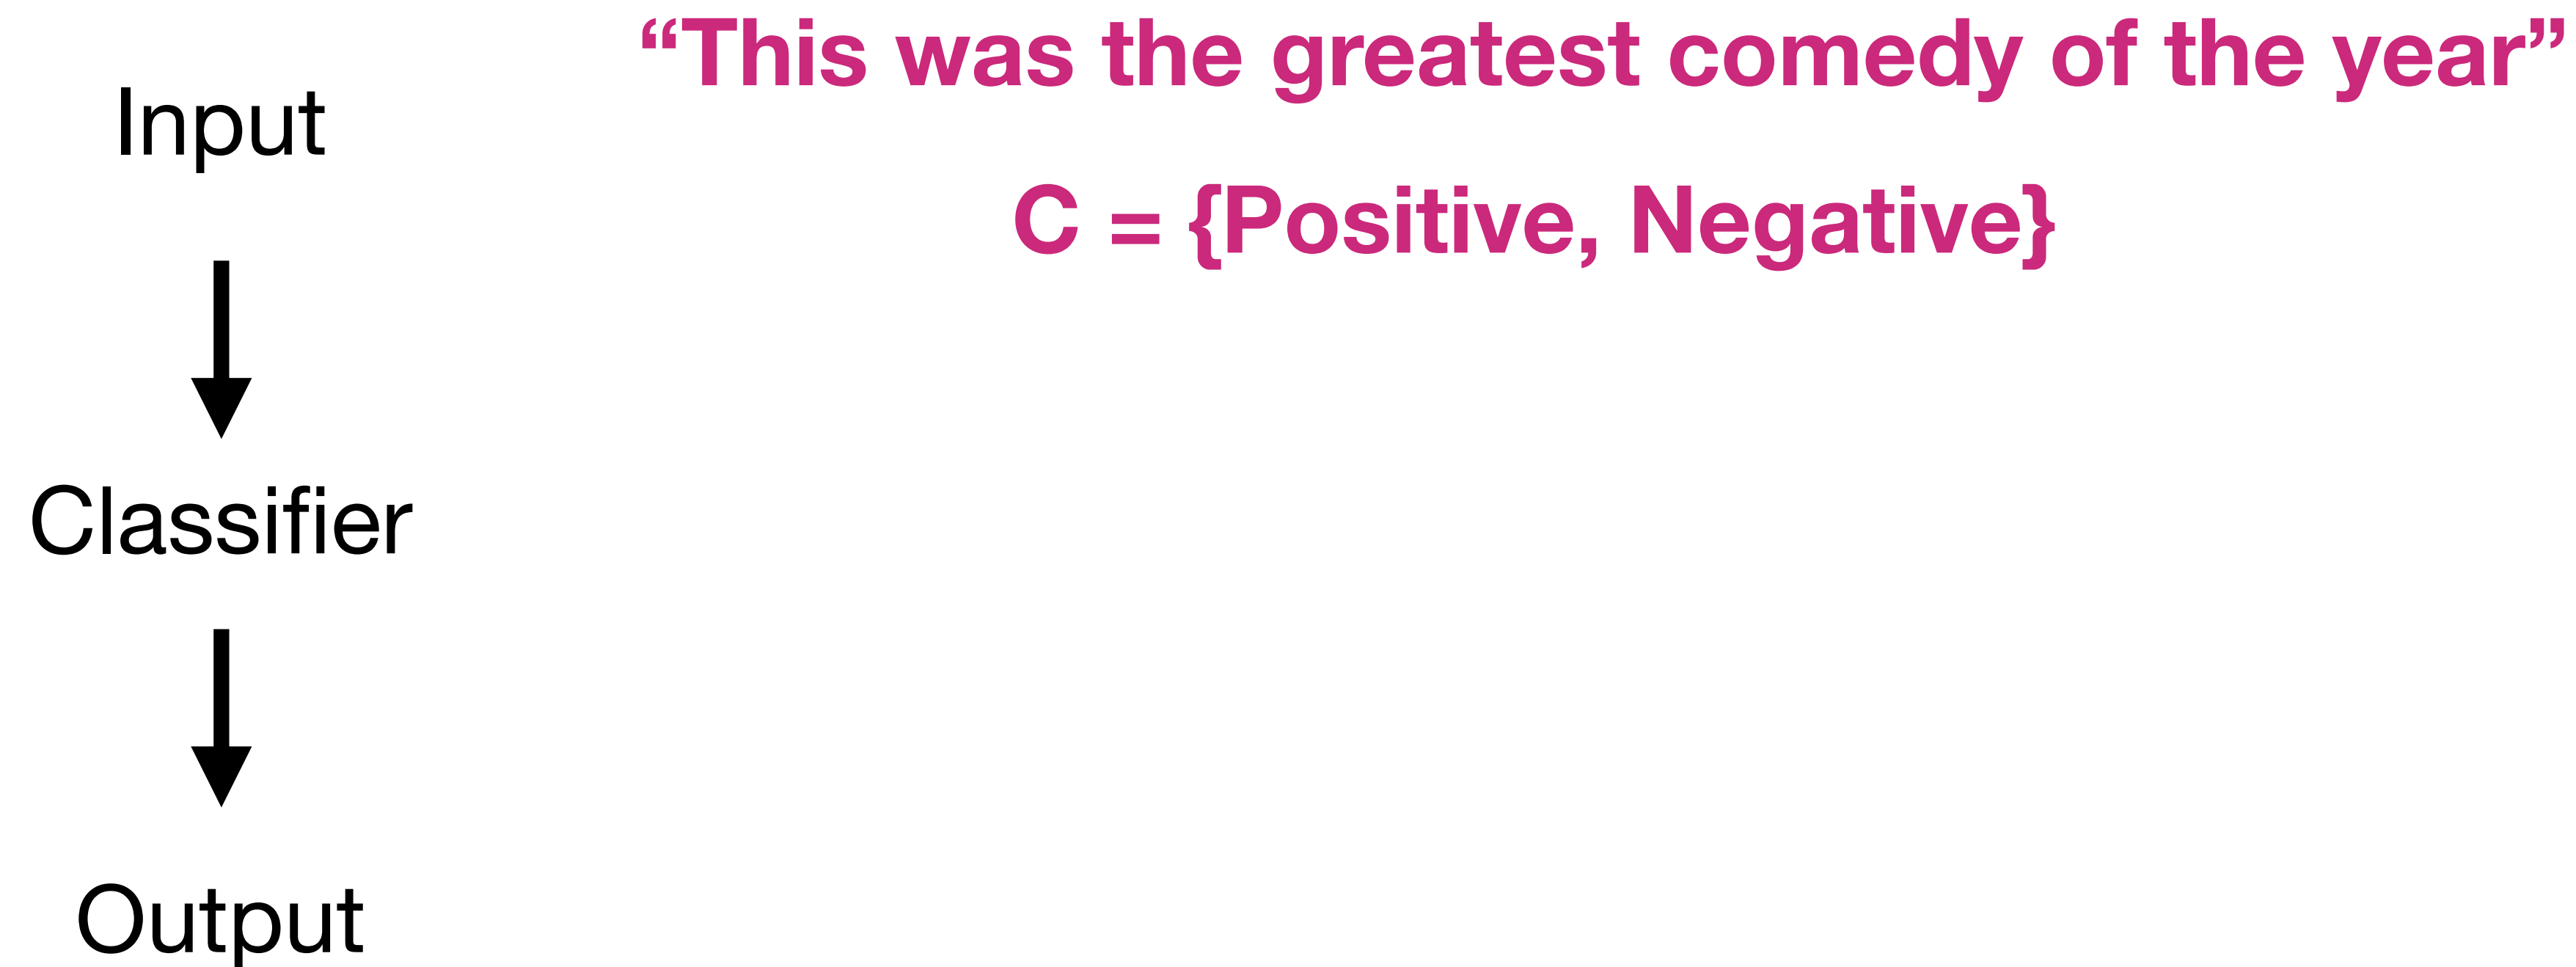 “This was the greatest comedy of the year”
Input
C = {Positive, Negative}
Classifier
Output